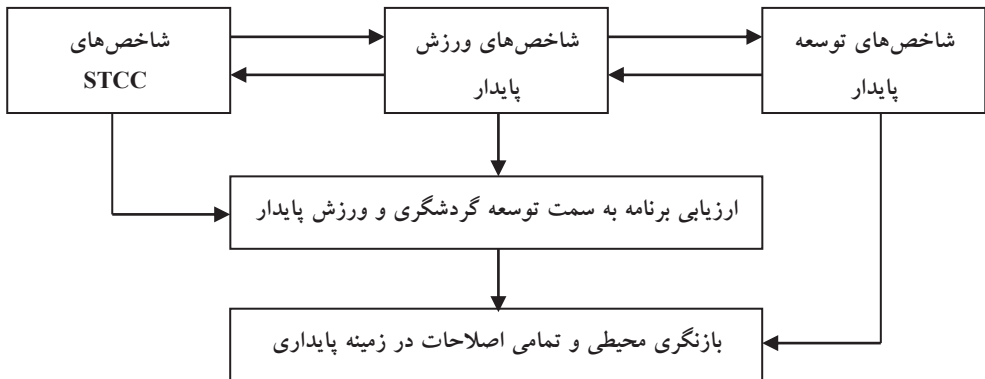 شاخص‌های توسعه
پایدار
شاخص‌های ورزش
پایدار
شاخص‌های
STCC
ارزیابی برنامه به سمت توسعه گردشگری و ورزش پایدار
بازنگری محیطی و تمامی اصلاحات در زمینه پایداری